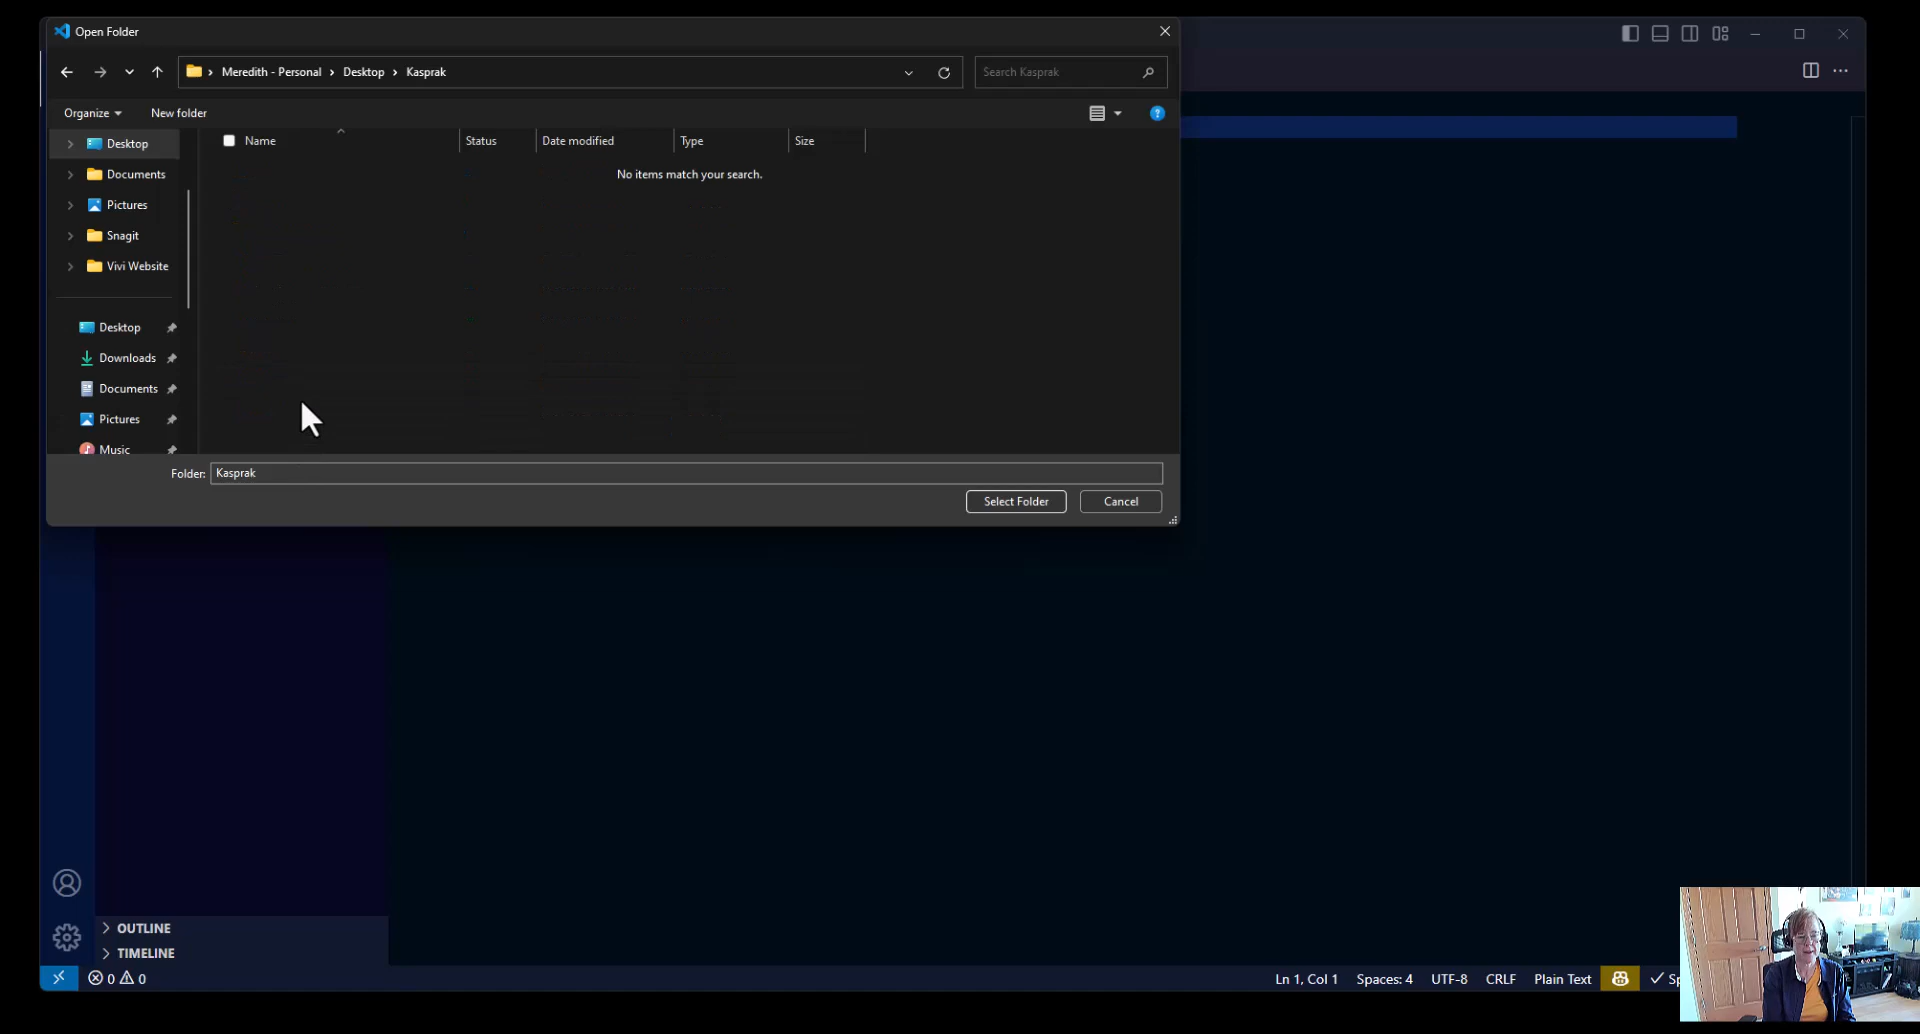 Open Folder
Meredith - Personal > Desktop > Kasprak
Search Kasprak
Organize
New folder
Name
Status
Date modified
Type
Size
No items match your search.
Desktop
Documents
Pictures
Snagit
Vivi Website
Desktop
Downloads
Documents
Pictures
Music
Folder:
Kasprak
Select Folder
Cancel
OUTLINE
TIMELINE
0
0
Ln 1, Col 1
Spaces: 4
UTF-8
CRLF
Plain Text